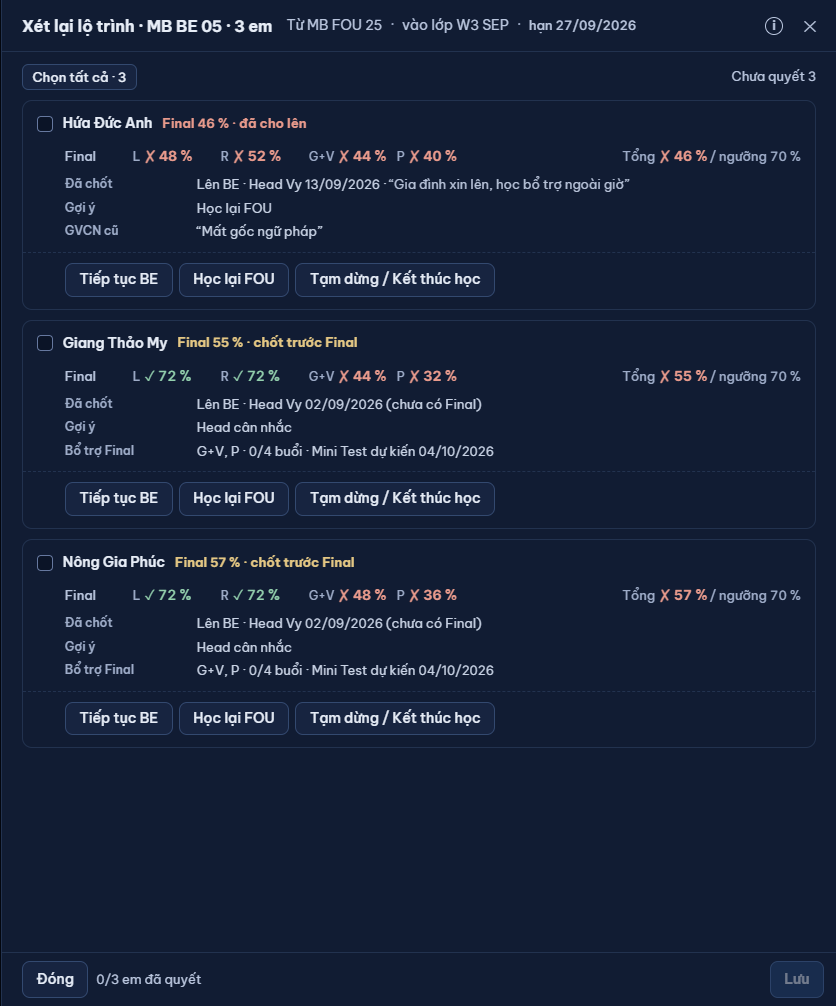 Xét lại lộ trình · MB BE 05 · 3 em Từ MB FOU 25 · vào lớp W3 SEP · hạn 27/09/2026
Chọn tất cả · 3 Chưa quyết 3
Hứa Đức Anh Final 46 % · đã cho lên
Final L ✗ 48 % R ✗ 52 % G+V ✗ 44 % P ✗ 40 % Tổng ✗ 46 % / ngưỡng 70 %
Đã chốt Lên BE · Head Vy 13/09/2026 · “Gia đình xin lên, học bổ trợ ngoài giờ”
Gợi ý Học lại FOU
GVCN cũ “Mất gốc ngữ pháp”
Tiếp tục BE Học lại FOU Tạm dừng / Kết thúc học
Giang Thảo My Final 55 % · chốt trước Final
Final L ✓ 72 % R ✓ 72 % G+V ✗ 44 % P ✗ 32 % Tổng ✗ 55 % / ngưỡng 70 %
Đã chốt Lên BE · Head Vy 02/09/2026 (chưa có Final)
Gợi ý Head cân nhắc
Bổ trợ Final G+V, P · 0/4 buổi · Mini Test dự kiến 04/10/2026
Tiếp tục BE Học lại FOU Tạm dừng / Kết thúc học
Nông Gia Phúc Final 57 % · chốt trước Final
Final L ✓ 72 % R ✓ 72 % G+V ✗ 48 % P ✗ 36 % Tổng ✗ 57 % / ngưỡng 70 %
Đã chốt Lên BE · Head Vy 02/09/2026 (chưa có Final)
Gợi ý Head cân nhắc
Bổ trợ Final G+V, P · 0/4 buổi · Mini Test dự kiến 04/10/2026
Tiếp tục BE Học lại FOU Tạm dừng / Kết thúc học
Đóng 0/3 em đã quyết Lưu